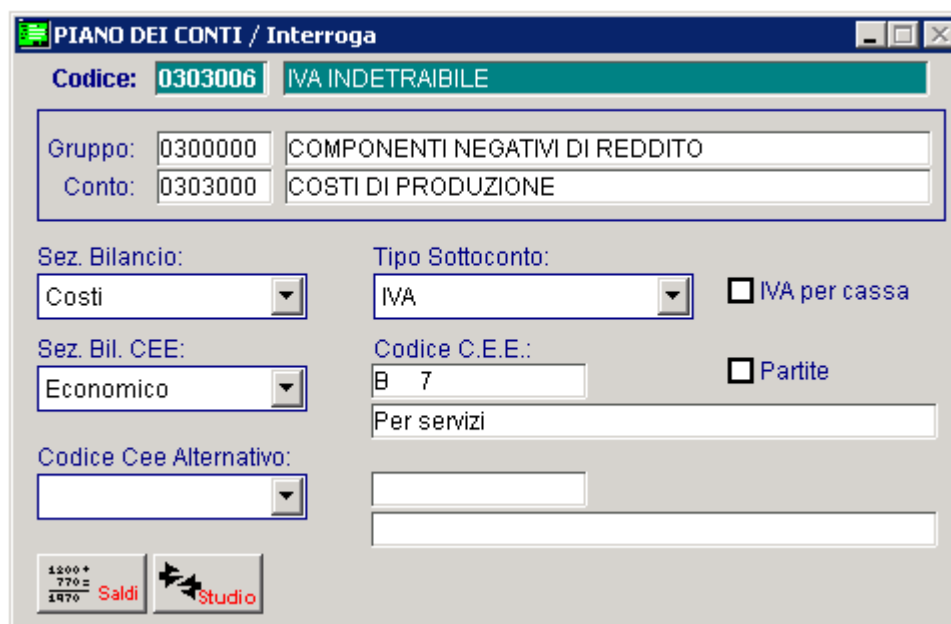 PIANO DEI CONTI / Interroga
Codice: 0303006 IVA INDETRAIBILE
Gruppo: 0300000 COMPONENTI NEGATIVI DI REDDITO
Conto: 0303000 COSTI DI PRODUZIONE
Sez. Bilancio: Tipo Sottoconto:
Costi IVA IVA per cassa
Sez. Bil. CEE: Codice C.E.E.:
Economico B 7 Partite
Per servizi
Codice Cee Alternativo:
1200+
770=
1970 Saldi Studio